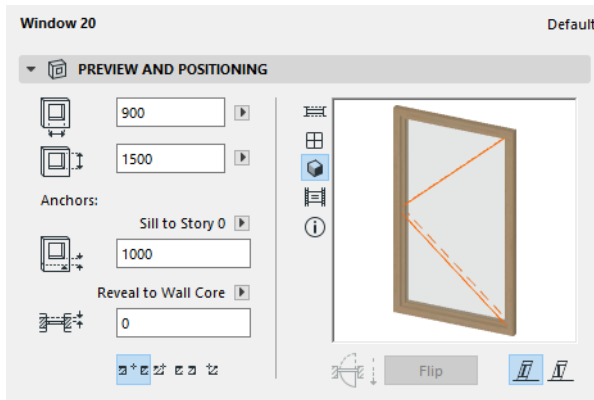 Window 20
Default
PREVIEW AND POSITIONING
900
1500
Anchors:
Sill to Story 0
1000
Reveal to Wall Core
0
Flip